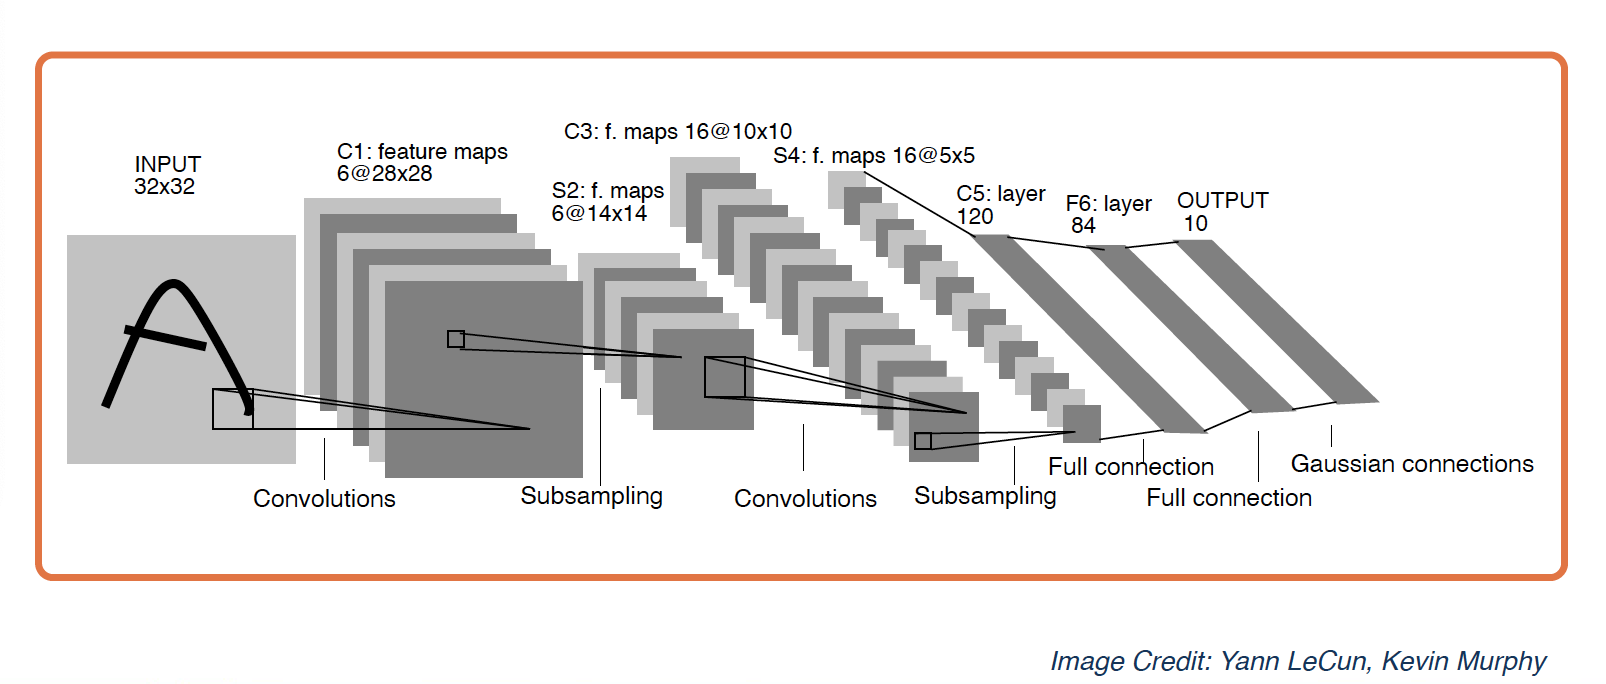 INPUT
32x32
C1: feature maps
6@28x28
S2: f. maps
6@14x14
C3: f. maps 16@10x10
S4: f. maps 16@5x5
C5: layer
120
F6: layer
84
OUTPUT
10
Convolutions
Subsampling
Convolutions
Subsampling
Full connection
Full connection
Gaussian connections
Image Credit: Yann LeCun, Kevin Murphy